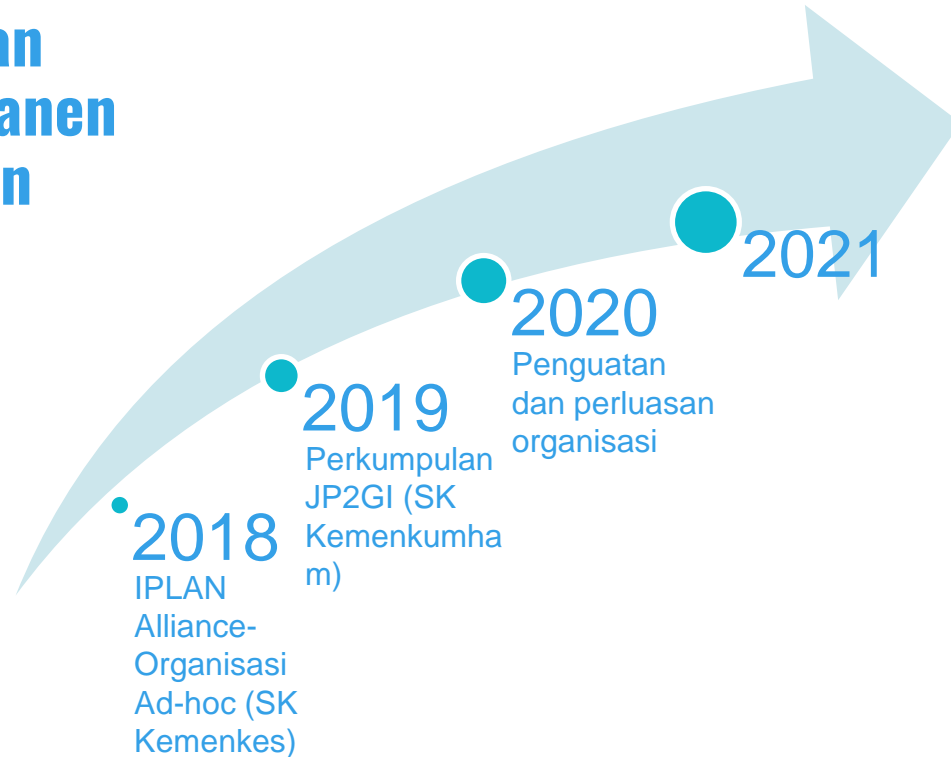 an
anen
n
2021
2020
Penguatan
dan perluasan
organisasi
2019
Perkumpulan
JP2GI (SK
Kemenkumha
m)
2018
IPLAN
Alliance-
Organisasi
Ad-hoc (SK
Kemenkes)